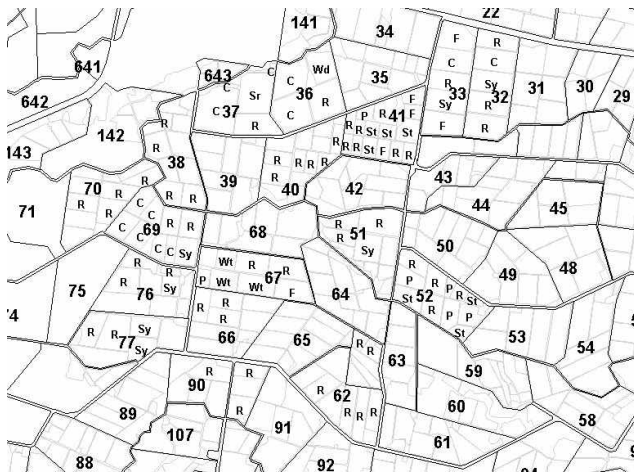 141 34 22
F R
641 643 C Wd C C
C C 36 35 33 R Sy 32 31 30 29
642 Sr F Sy R
37 C R P R 41 F
142 R C R R St St St F R
143 R 38 R R R St F R R
R R R R
39 R 40 42 43
70 R R
71 R R R C R R 44 45
R C 69 R R
C C C C Sy 68 R 51 R 50
R Sy
Wt R 67 R R 49 48
75 R R Sy P Wt Wt F 64 P R P R St
76 R 52 R P
74 R R R St P St
R R Sy 66 53
77 Sy 65 R R 63 54
90 R R 59
89 R R 62 60 58
107 91 R R R
88 92 61